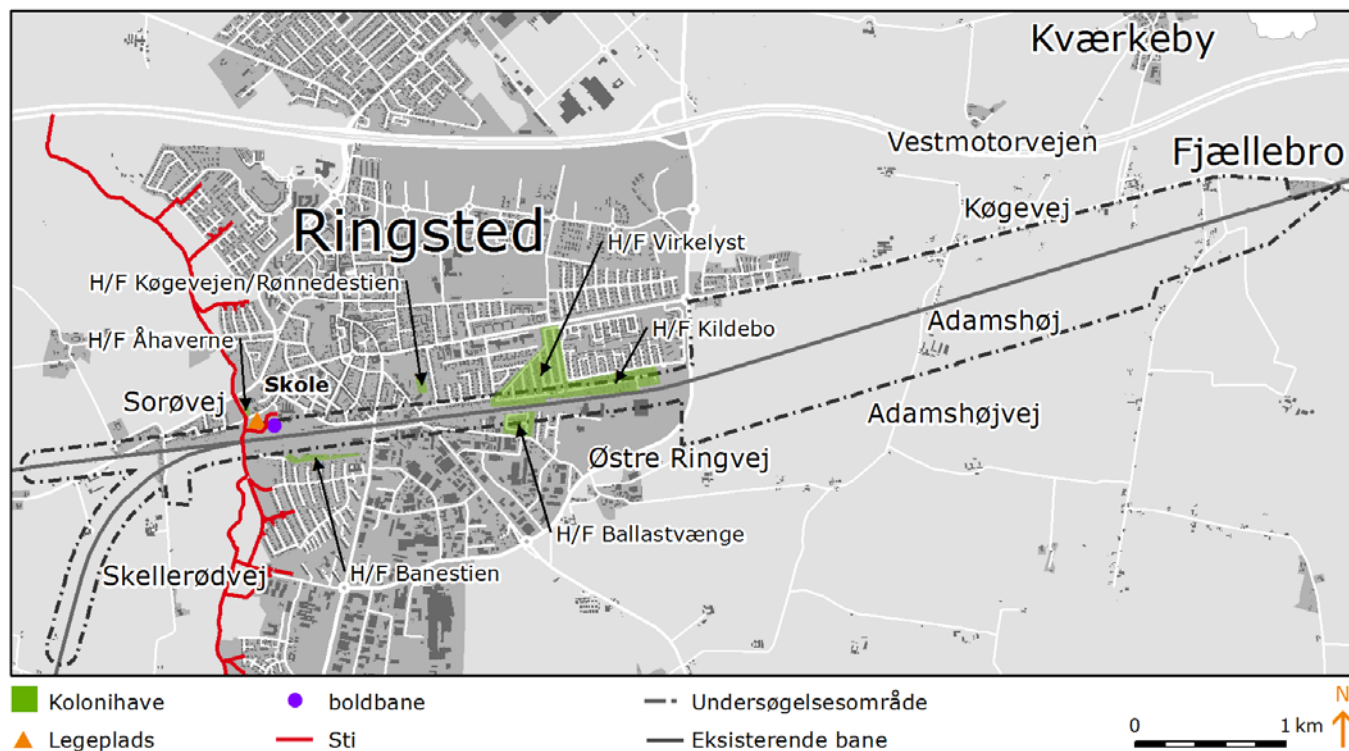 Kværkeby
Vestmotorvejen
Fjællebro
Køgevej
Ringsted
H/F Virkelyst
H/F Køgevejen/Rønnedestien
H/F Kildebo
Adamshøj
H/F Åhaverne
Skole
Sorøvej
Adamshøjvej
Østre Ringvej
H/F Ballastvænge
Skellerødvej
H/F Banestien
Kolonihave
boldbane
Undersøgelsesområde
N
Legeplads
Sti
Eksisterende bane
0
1 km